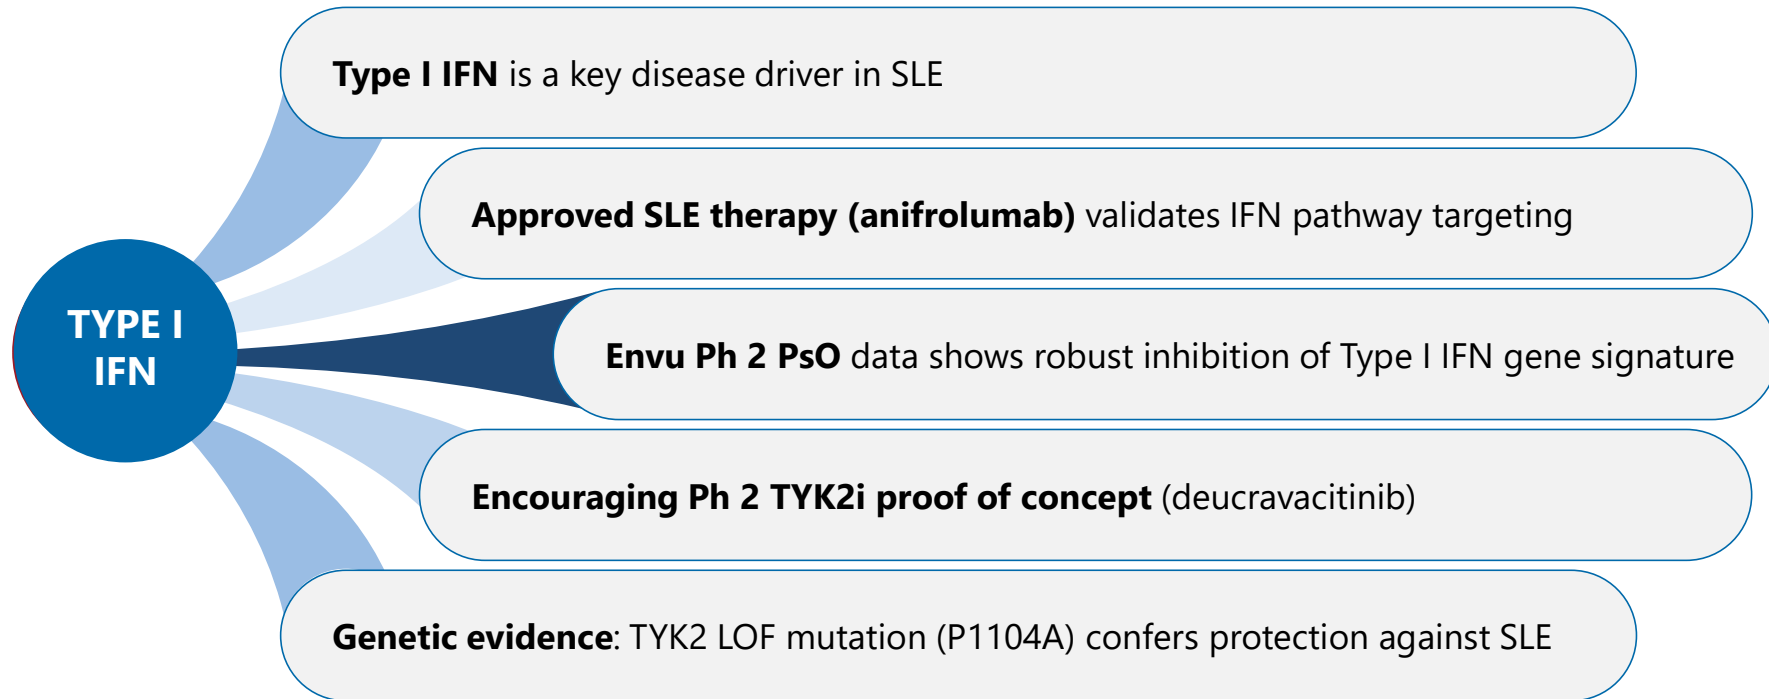 Type I IFN is a key disease driver in SLE
Approved SLE therapy (anifrolumab) validates IFN pathway targeting
TYPE I
IFN
Envu Ph 2 PsO data shows robust inhibition of Type I IFN gene signature
Encouraging Ph 2 TYK2i proof of concept (deucravacitinib)
Genetic evidence: TYK2 LOF mutation (P1104A) confers protection against SLE